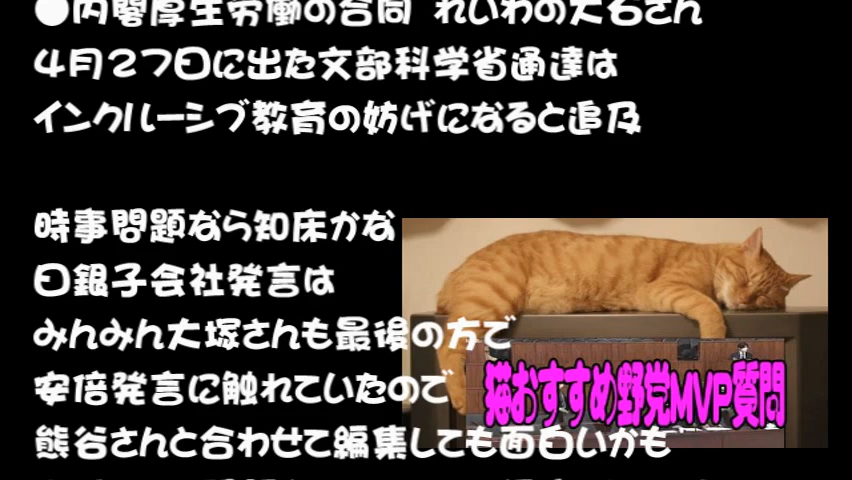 ●内閣厚生労働の合同 れいわの大石さん
４月２７日に出た文部科学省通達は
インクルーシブ教育の妨げになると追及
時事問題なら知床かな
日銀子会社発言は
みんみん大塚さんも最後の方で
安倍発言に触れていたので
熊谷さんと合わせて編集しても面白いかも
猫おすすめ野党MVP質問